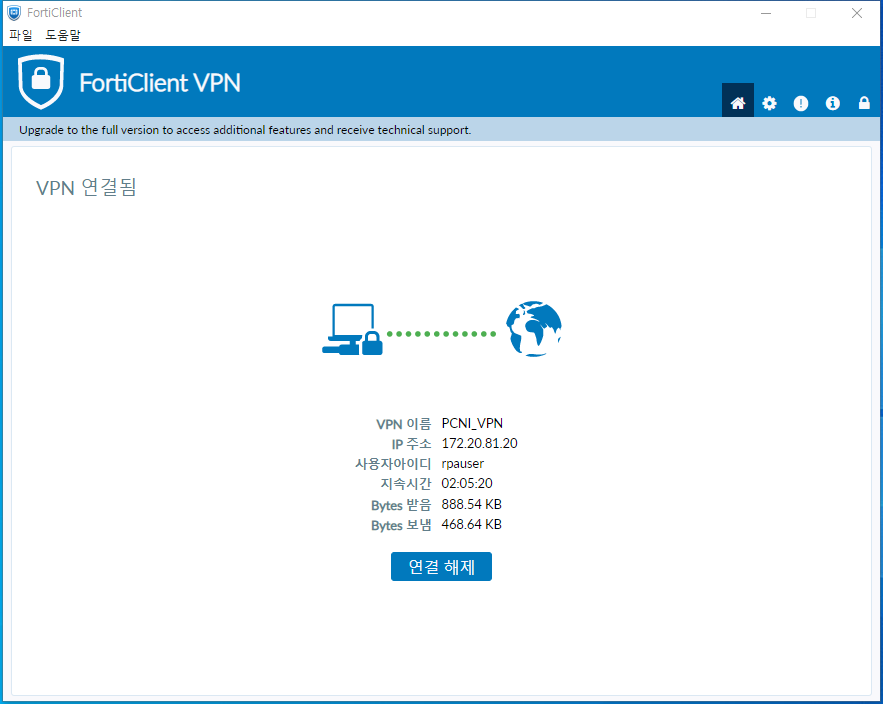 FortiClient
파일 도움말
FortiClient VPN
Upgrade to the full version to access additional features and receive technical support.
VPN 연결됨
VPN 이름 PCNI_VPN
IP 주소 172.20.81.20
사용자아이디 rpauser
지속시간 02:05:20
Bytes 받음 888.54 KB
Bytes 보냄 468.64 KB
연결 해제